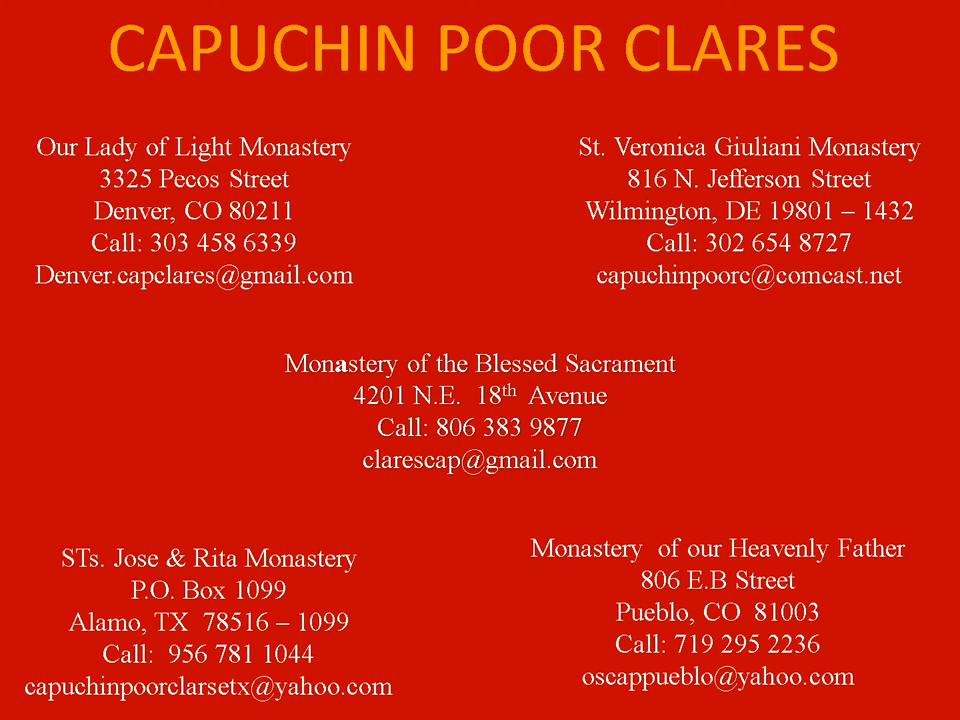 CAPUCHIN POOR CLARES
Our Lady of Light Monastery
3325 Pecos Street
Denver, CO 80211
Call: 303 458 6339
Denver.capclares@gmail.com
St. Veronica Giuliani Monastery
816 N. Jefferson Street
Wilmington, DE 19801 – 1432
Call: 302 654 8727
capuchinpoorc@comcast.net
Monastery of the Blessed Sacrament
4201 N.E. 18th Avenue
Call: 806 383 9877
clarescap@gmail.com
STs. Jose & Rita Monastery
P.O. Box 1099
Alamo, TX 78516 – 1099
Call: 956 781 1044
capuchinpoorclarsetx@yahoo.com
Monastery of our Heavenly Father
806 E.B Street
Pueblo, CO 81003
Call: 719 295 2236
oscappueblo@yahoo.com